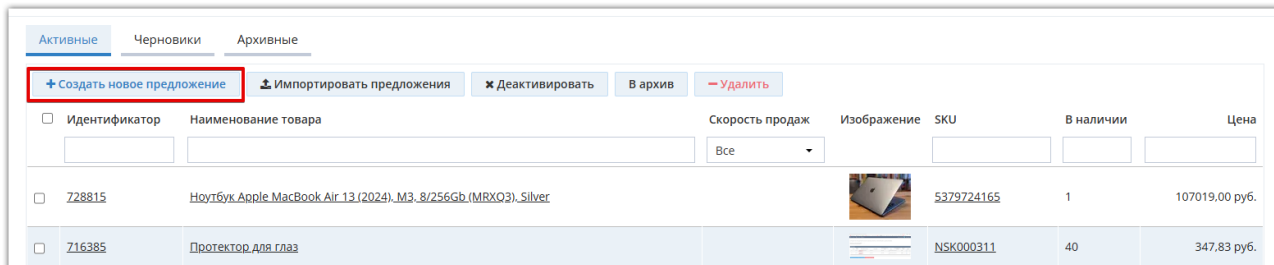 Активные Черновики Архивные
+ Создать новое предложение Импортировать предложения Деактивировать В архив Удалить
Идентификатор Наименование товара Скорость продаж Изображение SKU В наличии Цена
Все
728815 Ноутбук Apple MacBook Air 13 (2024), M3, 8/256Gb (MRXQ3), Silver 5379724165 1 107019,00 руб.
716385 Протектор для глаз NSK000311 40 347,83 руб.